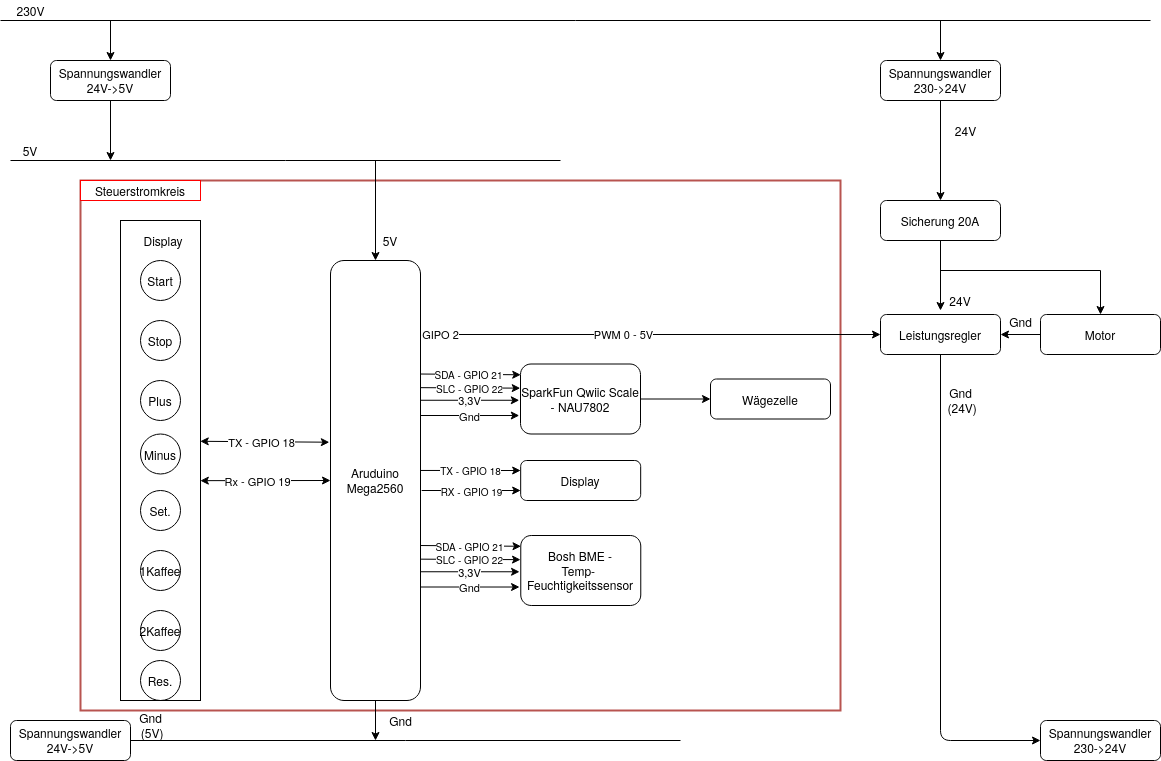 230V
Spannungswandler
24V->5V
Spannungswandler
230->24V
24V
5V
Steuerstromkreis
Sicherung 20A
Display
5V
Start
Stop
Plus
Minus
Set.
1Kaffee
2Kaffee
Res.
TX - GPIO 18
Rx - GPIO 19
Aruduino
Mega2560
GIPO 2
PWM 0 - 5V
24V
Leistungsregler
Gnd
Motor
SDA - GPIO 21
SLC - GPIO 22
3,3V
Gnd
SparkFun Qwiic Scale
- NAU7802
Wägezelle
Gnd
(24V)
TX - GPIO 18
RX - GPIO 19
Display
SDA - GPIO 21
SLC - GPIO 22
3,3V
Gnd
Bosh BME -
Temp-
Feuchtigkeitssensor
Gnd
Gnd
(5V)
Spannungswandler
24V->5V
Spannungswandler
230->24V